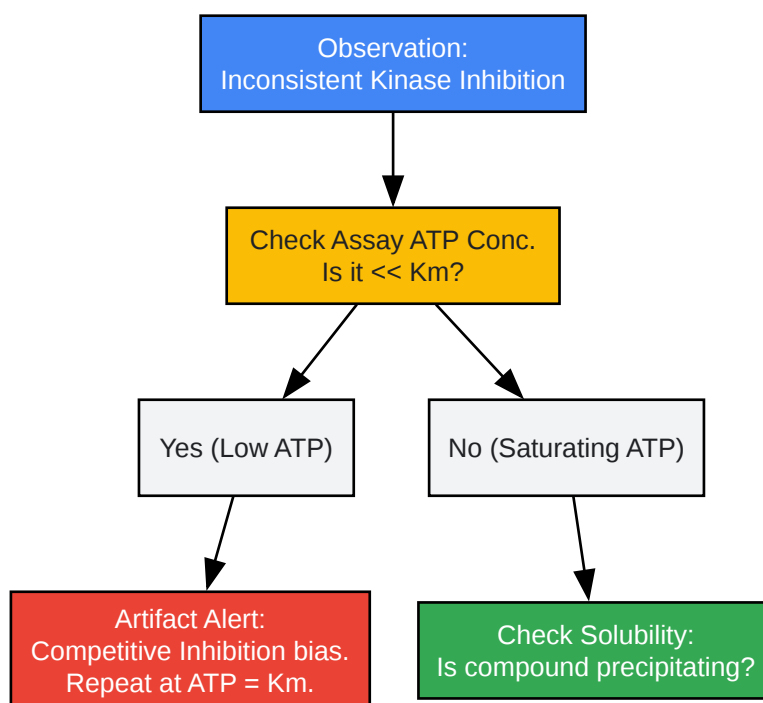 Observation:
Inconsistent Kinase Inhibition
Check Assay ATP Conc.
Is it << Km?
Yes (Low ATP)
No (Saturating ATP)
Artifact Alert:
Competitive Inhibition bias.
Repeat at ATP = Km.
Check Solubility:
Is compound precipitating?